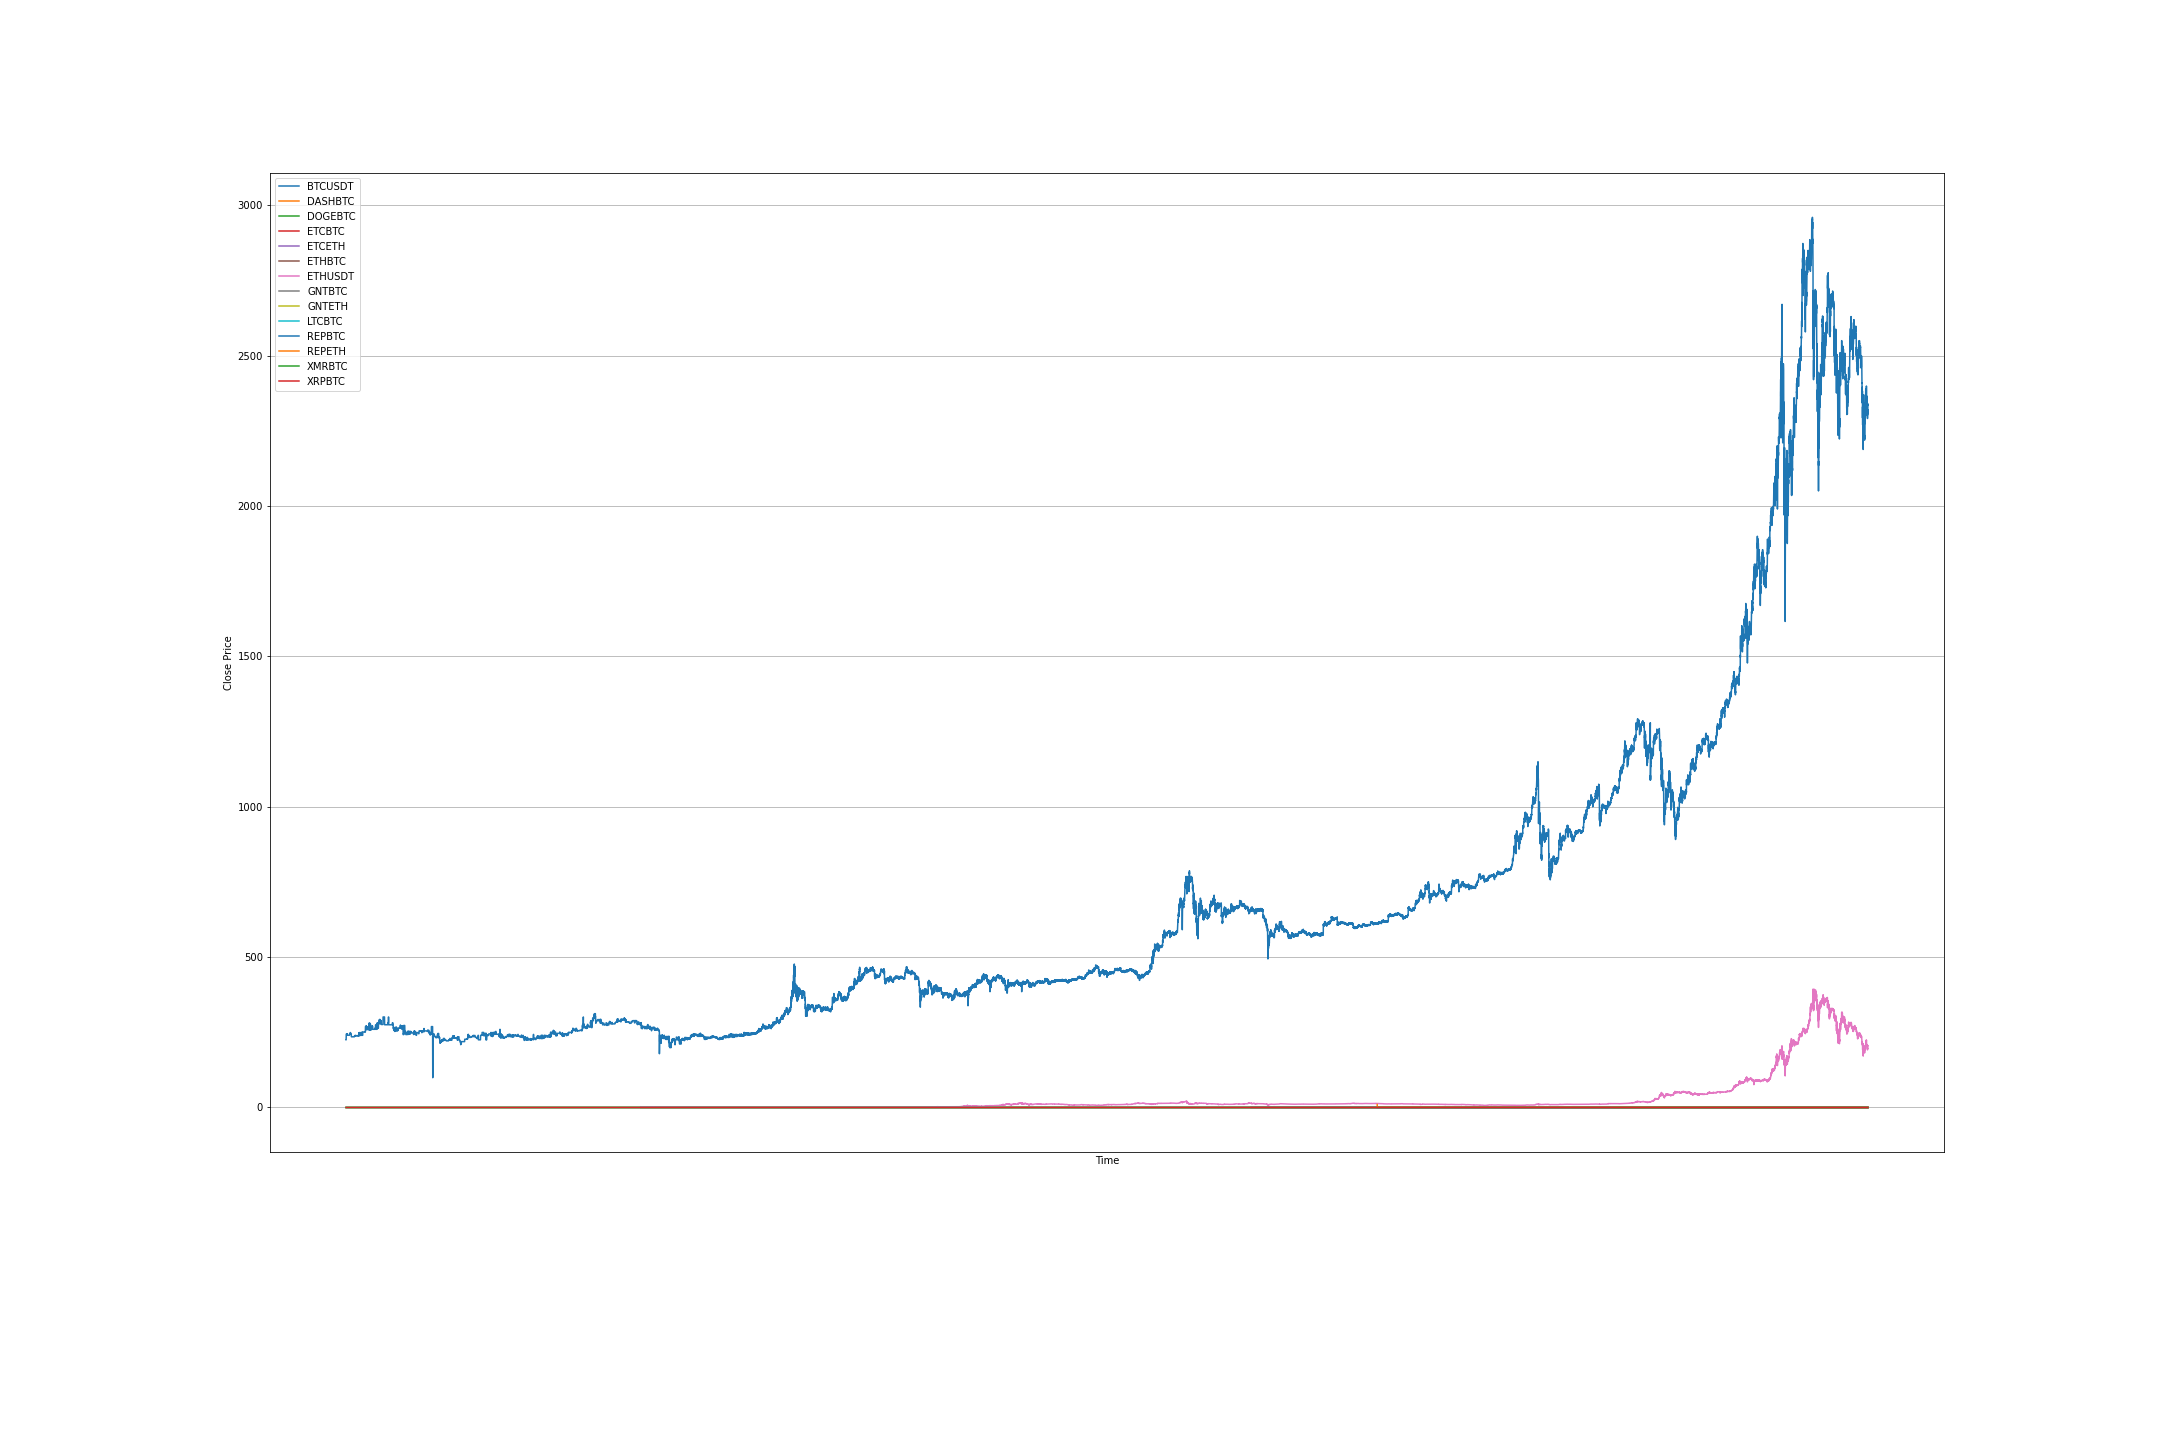 BTCUSDT
DASHBTC
DOGEBTC
ETCBTC
ETCETH
ETHBTC
ETHUSDT
GNTBTC
GNTETH
LTCBTC
REPBTC
REPETH
XMRBTC
XRPBTC
3000
2500
2000
1500
1000
500
0
Close Price
Time